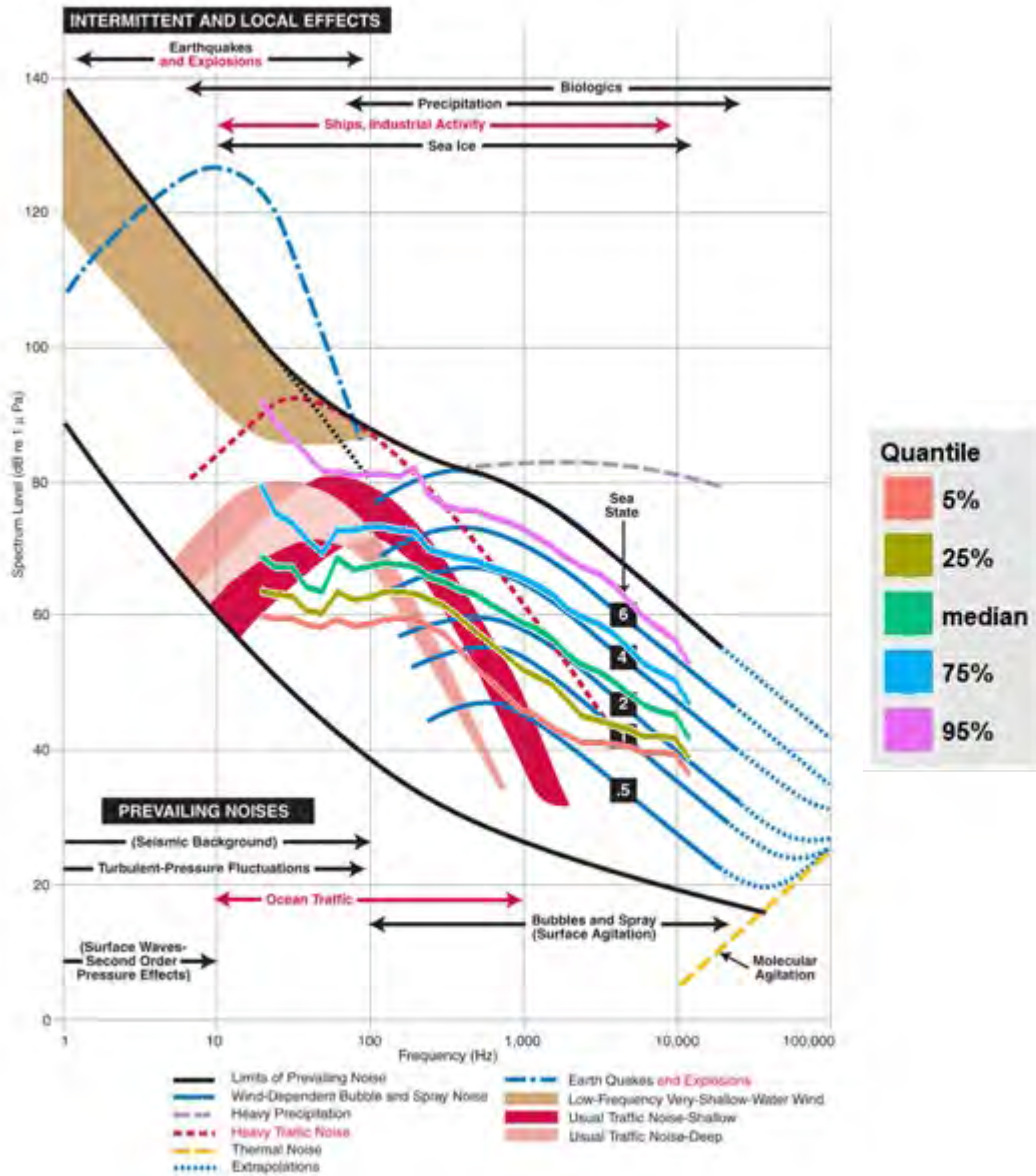 INTERMITTENT AND LOCAL EFFECTS
Earthquakes
and Explosions
Biologics
Precipitation
Ships, Industrial Activity
Sea Ice
140
120
100
80
60
40
20
0
Spectrum Level (dB re 1 μ Pa)
Sea
State
6
4
2
1
.5
PREVAILING NOISES
(Seismic Background)
Turbulent-Pressure Fluctuations
Ocean Traffic
Bubbles and Spray
(Surface Agitation)
(Surface Waves-
Second Order
Pressure Effects)
Molecular
Agitation
1
10
100
1,000
10,000
100,000
Frequency (Hz)
Limits of Prevailing Noise
Wind-Dependent Bubble and Spray Noise
Heavy Precipitation
Heavy Traffic Noise
Thermal Noise
Extrapolations
Earth Quakes and Explosions
Low-Frequency Very-Shallow-Water Wind
Usual Traffic Noise-Shallow
Usual Traffic Noise-Deep
Quantile
5%
25%
median
75%
95%